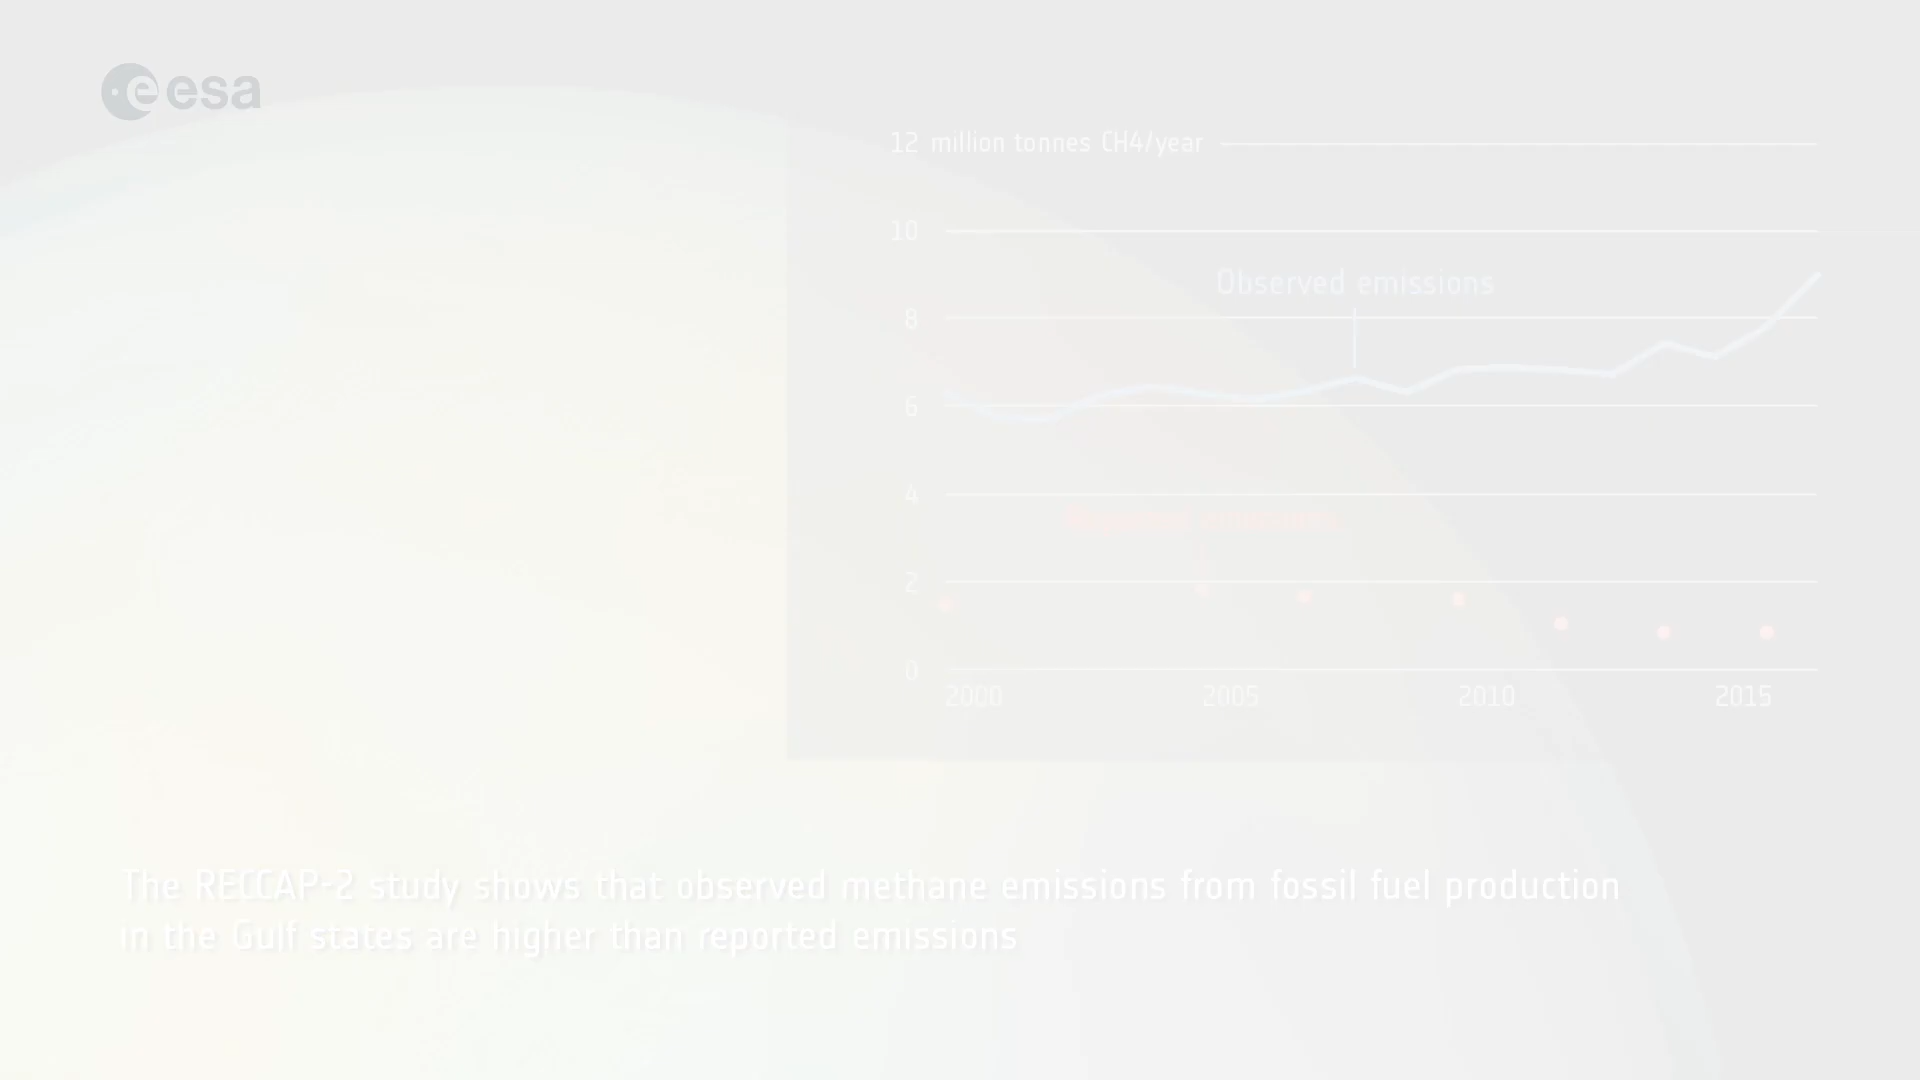 esa
12 million tonnes CH4/year
10
Observed emissions
8
6
4
Reported emissions
2
0
2000 2005 2010 2015
The RECCAP-2 study shows that observed methane emissions from fossil fuel production
in the Gulf states are higher than reported emissions